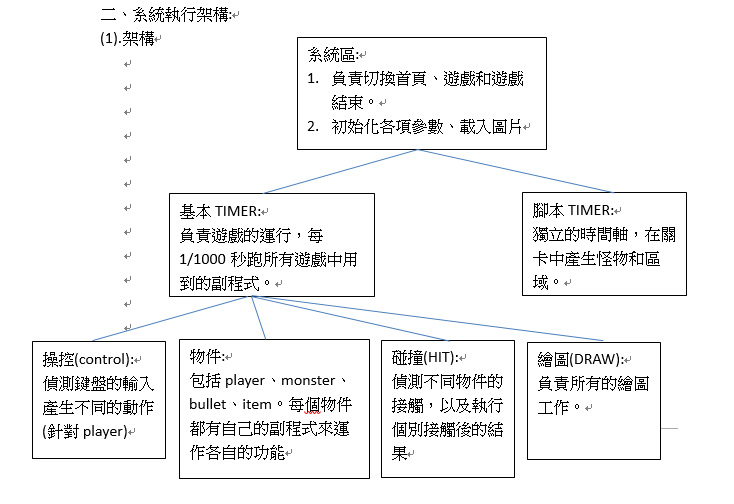 二、系統執行架構:
(1).架構
系統區:
1. 負責切換首頁、遊戲和遊戲
結束。
2. 初始化各項參數、載入圖片
基本 TIMER:
負責遊戲的運行，每
1/1000 秒跑所有遊戲中用
到的副程式。
腳本 TIMER:
獨立的時間軸，在關
卡中產生怪物和區
域。
操控(control):
偵測鍵盤的輸入
產生不同的動作
(針對 player)
物件:
包括 player、monster、
bullet、item。每個物件
都有自己的副程式來運
作各自的功能
碰撞(HIT):
偵測不同物件的
接觸，以及執行
個別接觸後的結
果
繪圖(DRAW):
負責所有的繪圖
工作。